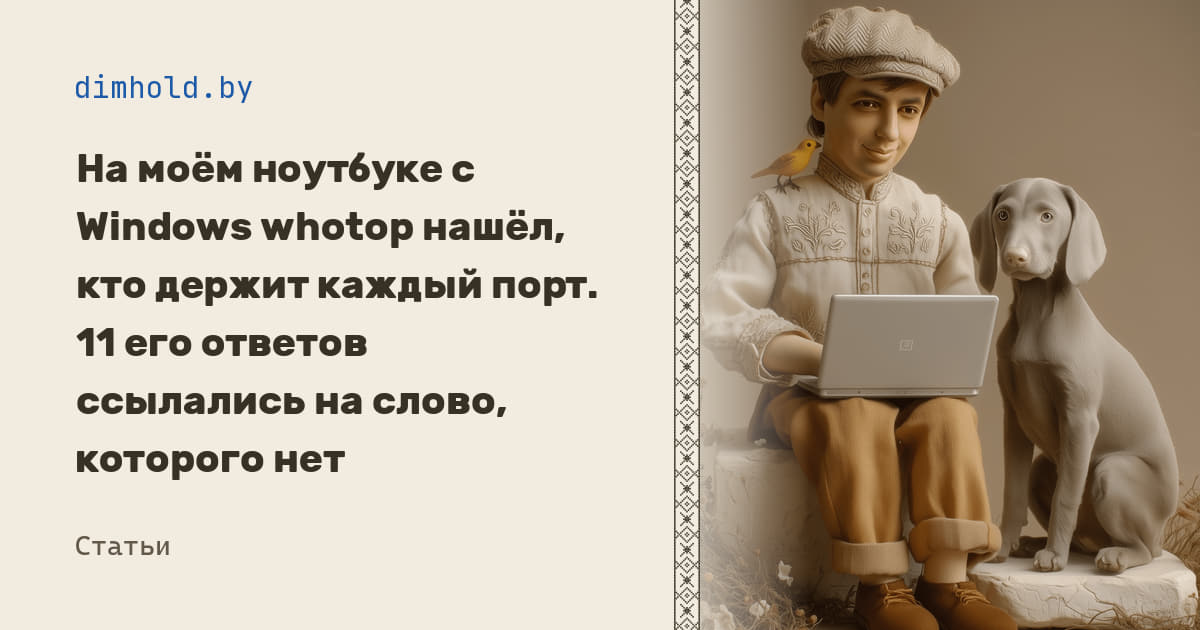 dimhold.by
На моём ноутбуке с
Windows whotop нашёл,
кто держит каждый порт.
11 его ответов
ссылались на слово,
которого нет
Статьи